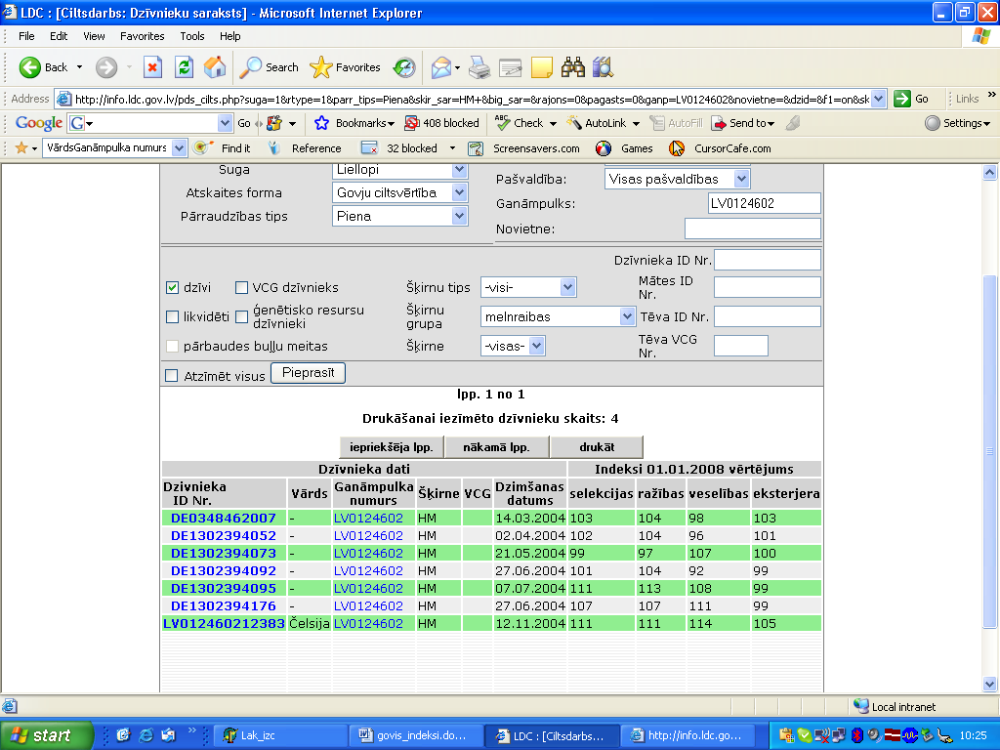 LDC : [Ciltsdarbs: Dzīvnieku saraksts] - Microsoft Internet Explorer
File Edit View Favorites Tools Help
Back Search Favorites
Address http://info.ldc.gov.lv/pds_cilts.php?suga=1&rtype=1&parr_tips=Piena&skir_sar=HM+&big_sar=&rajons=0&pagasts=0&ganp=LV0124602&novietne=&dzid=&f1=on&sk Go Links »
Google G Go Bookmarks 408 blocked ABC Check AutoLink AutoFill Send to Settings
VārdsGanāmpulka numurs Find it Reference 32 blocked Screensavers.com Games CursorCafe.com
Suga Liellopi
Pašvaldība: Visas pašvaldības
Atskaites forma Govju ciltsvērtība
Ganāmpulks: LV0124602
Pārraudzības tips Piena
Novietne:
Dzīvnieka ID Nr.
dzīvi VCG dzīvnieks Šķirnu tips -visi- Mātes ID Nr.
likvidēti ģenētisko resursu dzīvnieki Šķirnu grupa melnraibas Tēva ID Nr.
pārbaudes buļļu meitas Šķirne -visas- Tēva VCG Nr.
Atzīmēt visus Pieprasīt
lpp. 1 no 1
Drukāšanai iezīmēto dzīvnieku skaits: 4
iepriekšēja lpp. nākamā lpp. drukāt
Dzīvnieka dati Indeksi 01.01.2008 vērtējums
Dzīvnieka ID Nr. Vārds Ganāmpulka numurs Šķirne VCG Dzimšanas datums selekcijas ražības veselības eksterjera
DE0348462007 - LV0124602 HM 14.03.2004 103 104 98 103
DE1302394052 - LV0124602 HM 02.04.2004 102 104 96 101
DE1302394073 - LV0124602 HM 21.05.2004 99 97 107 100
DE1302394092 - LV0124602 HM 27.06.2004 101 104 92 99
DE1302394095 - LV0124602 HM 07.07.2004 111 113 108 99
DE1302394176 - LV0124602 HM 27.06.2004 107 107 111 99
LV012460212383 Čelsija LV0124602 HM 12.11.2004 111 111 114 105
Local intranet
start » Lak_izc govis_indeksi.do... LDC : [Ciltsdarbs... http://info.ldc.go... 10:25